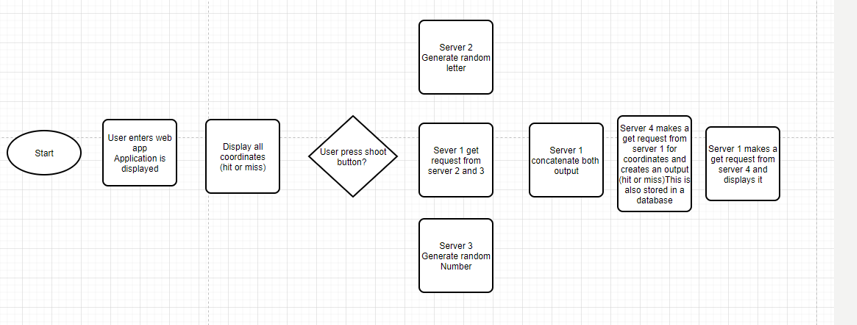 Start
User enters web
app
Application is
displayed
Display all
coordinates
(hit or miss)
User press shoot
button?
Server 2
Generate random
letter
Sever 1 get
request from
server 2 and 3
Server 3
Generate random
Number
Server 1
concatenate both
output
Server 4 makes a
get request from
server 1 for
coordinates and
creates an output
(hit or miss)This is
also stored in a
database
Server 1 makes a
get request from
server 4 and
displays it